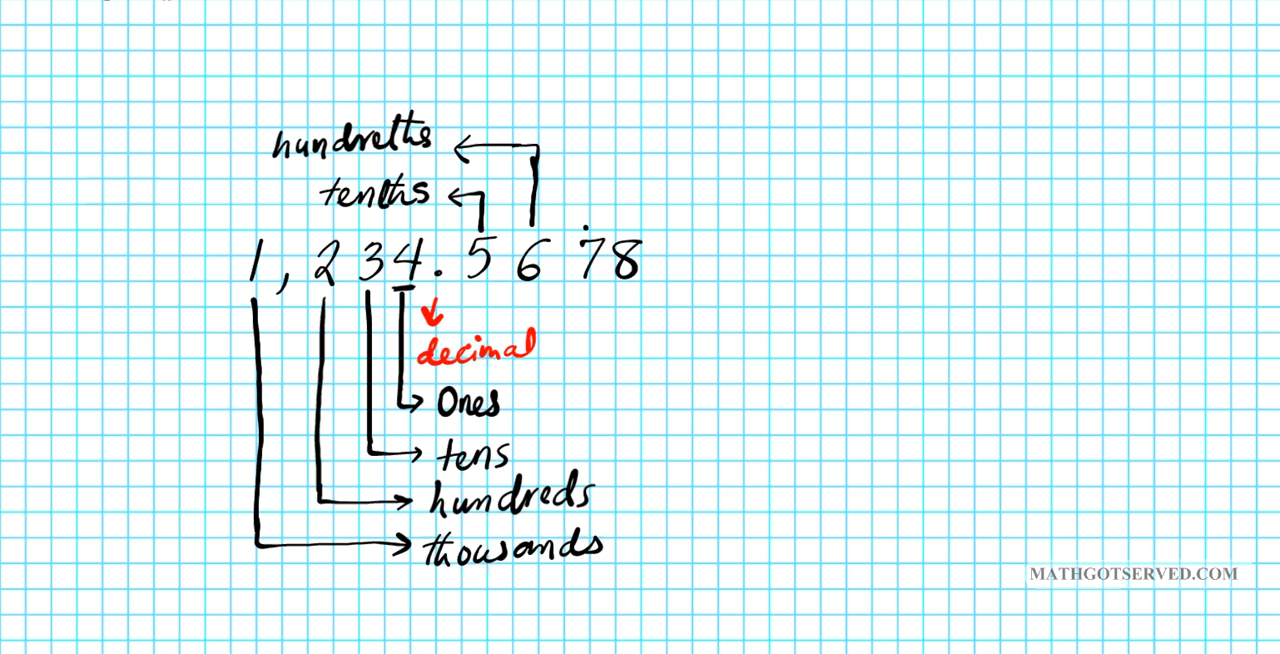 hundreths
tenths
1,234.5678
decimal
Ones
tens
hundreds
thousands
MATHGOTSERVED.COM